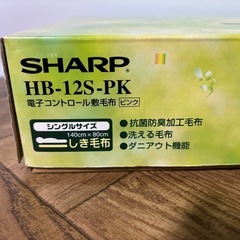 SHARP
HB-12S-PK
電子コントロール敷毛布 ピンク
シングルサイズ
140cm×80cm
しき毛布
●抗菌防臭加工毛布
●洗える毛布
●ダニアウト機能